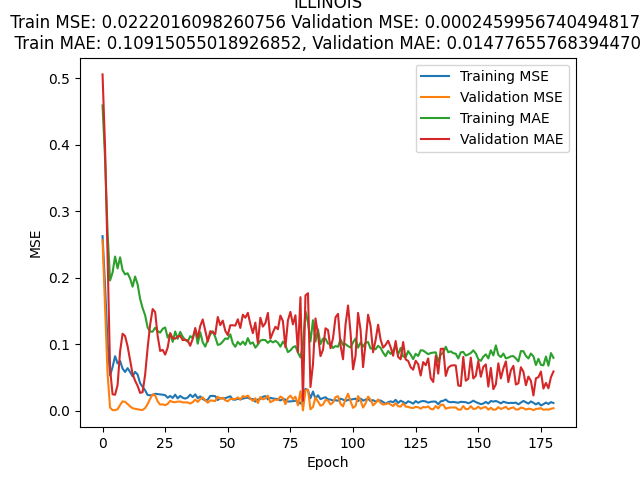 ILLINOIS
Train MSE: 0.0222016098260756 Validation MSE: 0.0002459956740494817
Train MAE: 0.10915055018926852, Validation MAE: 0.01477655768394470
Training MSE
Validation MSE
Training MAE
Validation MAE
0.5
0.4
0.3
0.2
0.1
0.0
MSE
0 25 50 75 100 125 150 175
Epoch